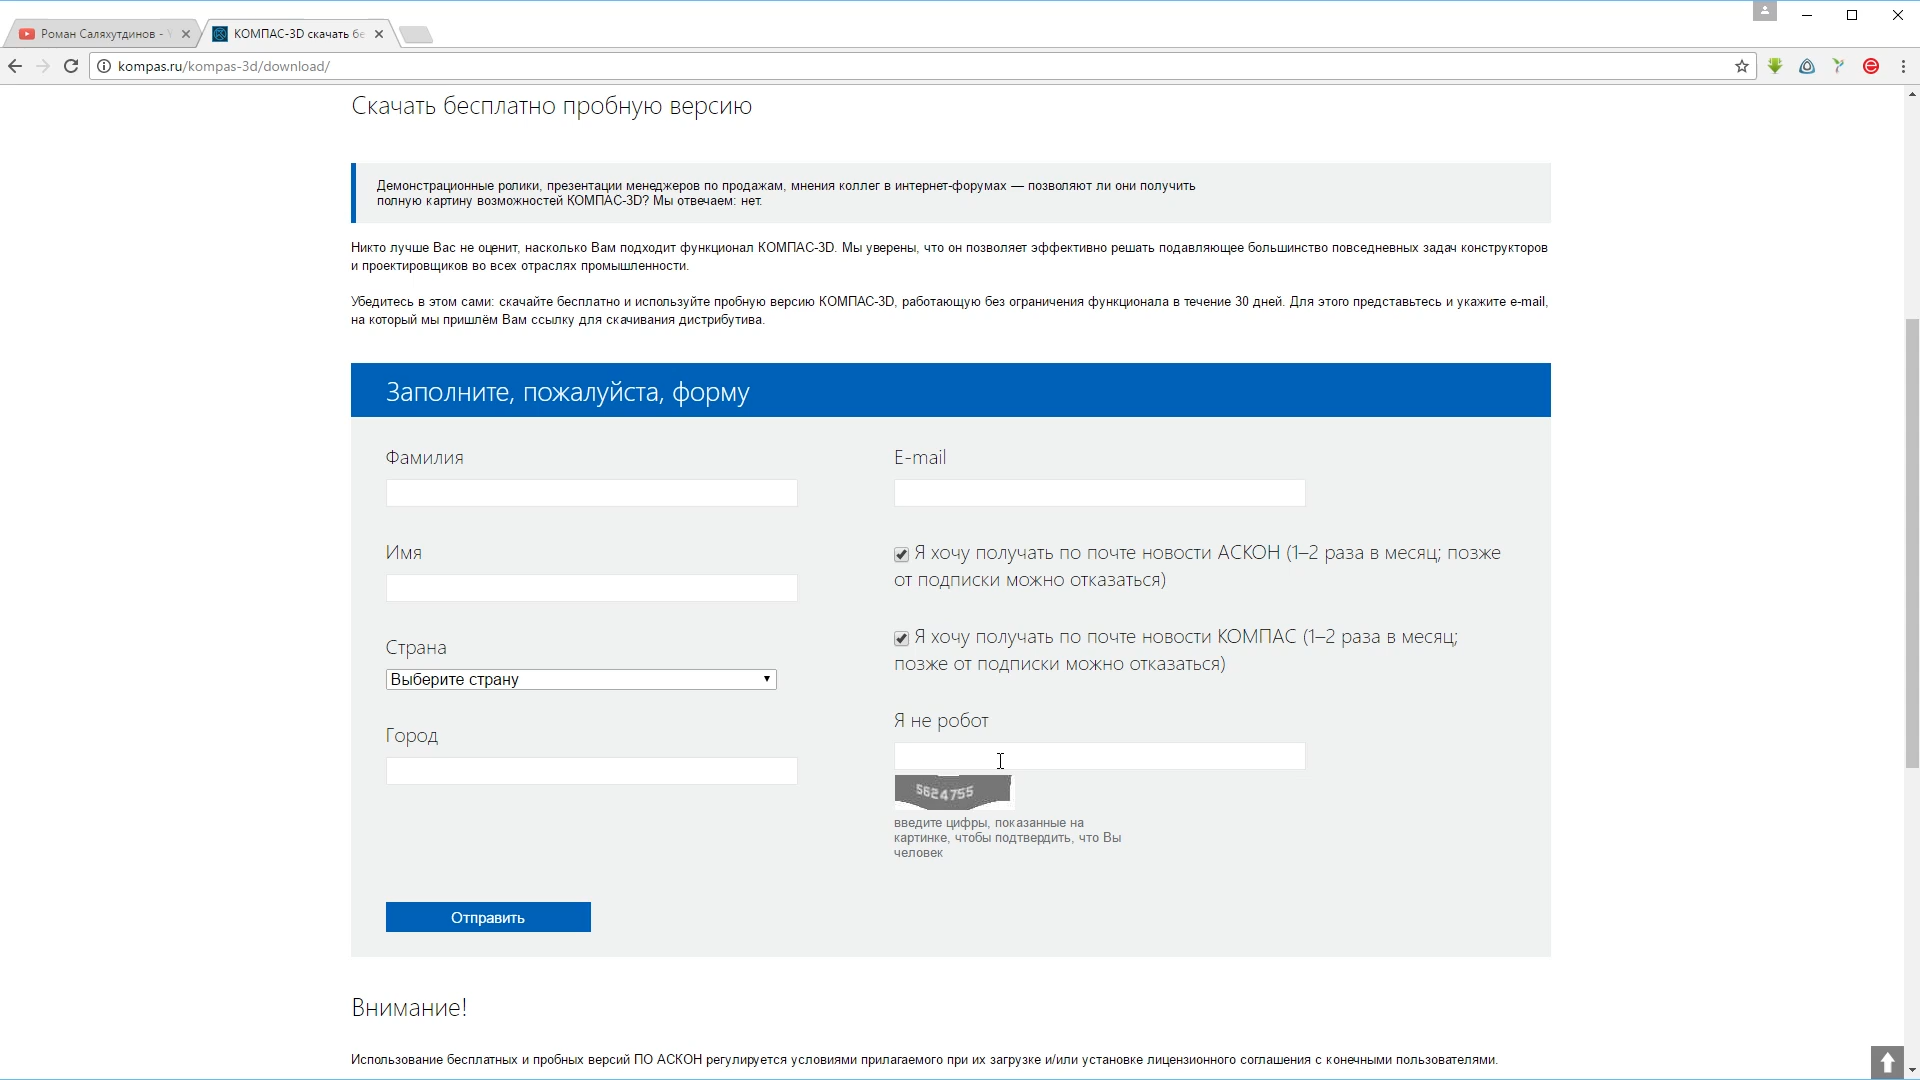 Роман Саляхутдинов -
КОМПАС-3D скачать бе
kompas.ru/kompas-3d/download/
Скачать бесплатно пробную версию
Демонстрационные ролики, презентации менеджеров по продажам, мнения коллег в интернет-форумах — позволяют ли они получить
полную картину возможностей КОМПАС-3D? Мы отвечаем: нет.
Никто лучше Вас не оценит, насколько Вам подходит функционал КОМПАС-3D. Мы уверены, что он позволяет эффективно решать подавляющее большинство повседневных задач конструкторов
и проектировщиков во всех отраслях промышленности.
Убедитесь в этом сами: скачайте бесплатно и используйте пробную версию КОМПАС-3D, работающую без ограничения функционала в течение 30 дней. Для этого представьтесь и укажите e-mail,
на который мы пришлём Вам ссылку для скачивания дистрибутива.
Заполните, пожалуйста, форму
Фамилия
Имя
Страна
Выберите страну
Город
E-mail
Я хочу получать по почте новости АСКОН (1–2 раза в месяц; позже
от подписки можно отказаться)
Я хочу получать по почте новости КОМПАС (1–2 раза в месяц;
позже от подписки можно отказаться)
Я не робот
5624755
введите цифры, показанные на
картинке, чтобы подтвердить, что Вы
человек
Отправить
Внимание!
Использование бесплатных и пробных версий ПО АСКОН регулируется условиями прилагаемого при их загрузке и/или установке лицензионного соглашения с конечными пользователями.